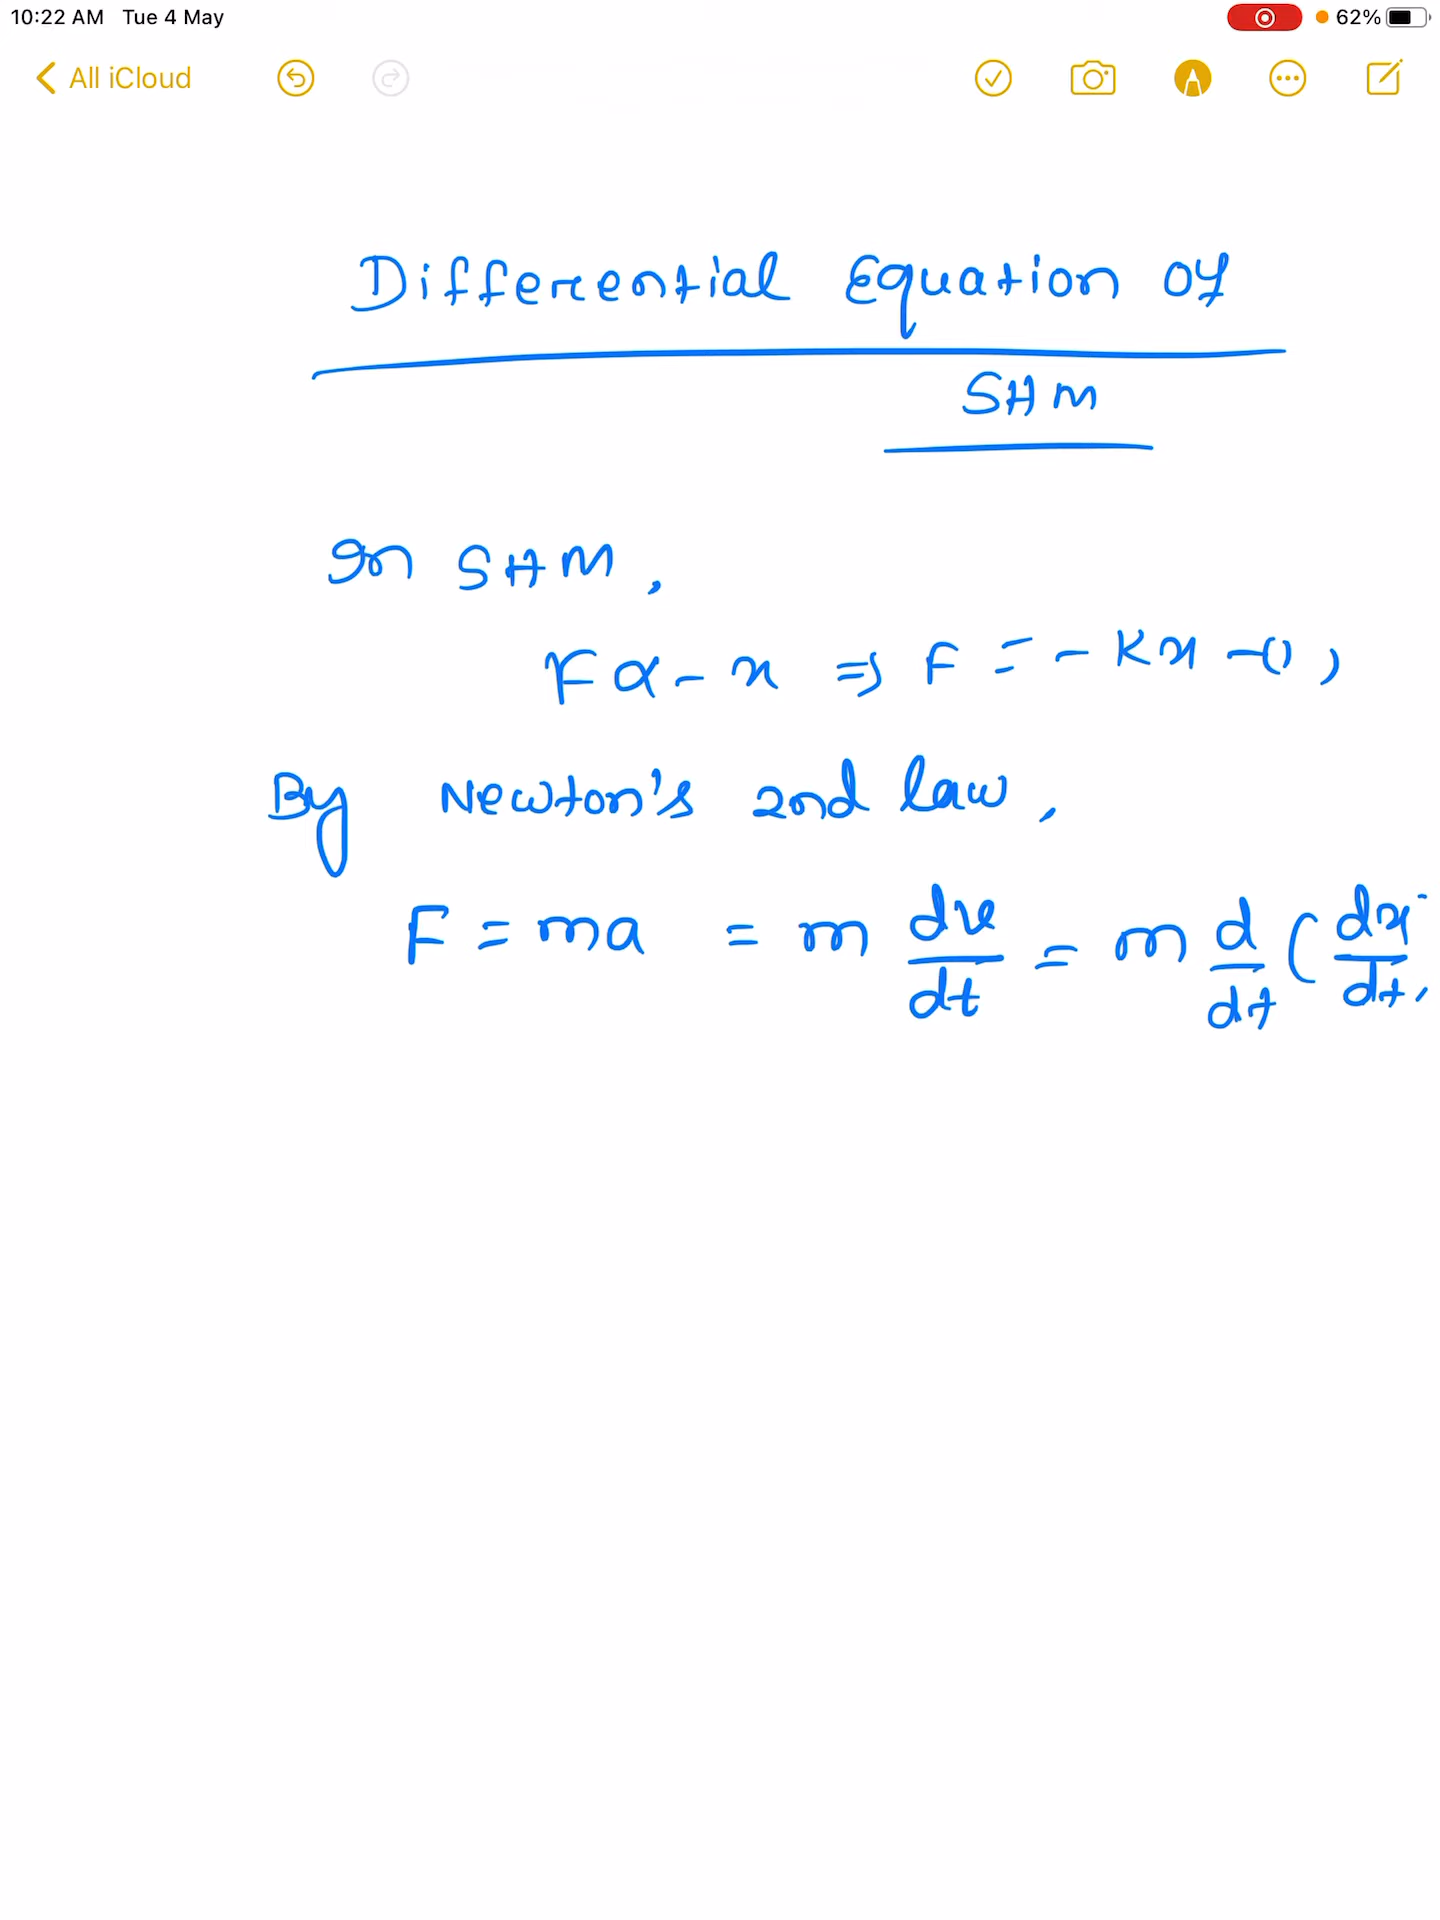 10:22 AM Tue 4 May 62%
All iCloud
Differential Equation of
SHM
In SHM,
F α - x ⇒ F = - Kx -(1)
By Newton's 2nd law,
F = ma = m dv/dt = m d/dt (dx/dt